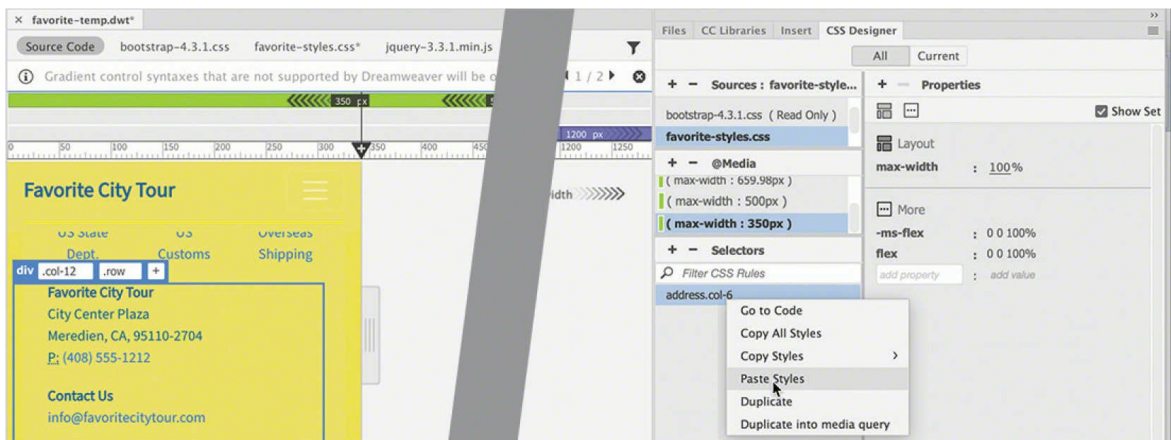 × favorite-temp.dwt*
Source Code bootstrap-4.3.1.css favorite-styles.css* jquery-3.3.1.min.js
Gradient control syntaxes that are not supported by Dreamweaver will be
1 / 2
350 px
1200 px
0 50 100 150 200 250 300 350 400 450 1200 1250
Favorite City Tour
US State Dept.
US Customs
Overseas Shipping
div .col-12 .row +
Favorite City Tour
City Center Plaza
Meredien, CA, 95110-2704
P: (408) 555-1212
Contact Us
info@favoritecitytour.com
Files CC Libraries Insert CSS Designer
All Current
+ − Sources : favorite-style...
bootstrap-4.3.1.css ( Read Only )
favorite-styles.css
+ − @Media
( max-width : 659.98px )
( max-width : 500px )
( max-width : 350px )
+ − Selectors
Filter CSS Rules
address.col-6
Go to Code
Copy All Styles
Copy Styles
Paste Styles
Duplicate
Duplicate into media query
+ − Properties
Show Set
Layout
max-width : 100%
More
-ms-flex : 0 0 100%
flex : 0 0 100%
add property : add value